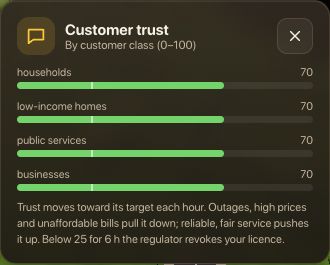 Customer trust
By customer class (0–100)
households 70
low-income homes 70
public services 70
businesses 70
Trust moves toward its target each hour. Outages, high prices
and unaffordable bills pull it down; reliable, fair service pushes
it up. Below 25 for 6 h the regulator revokes your licence.